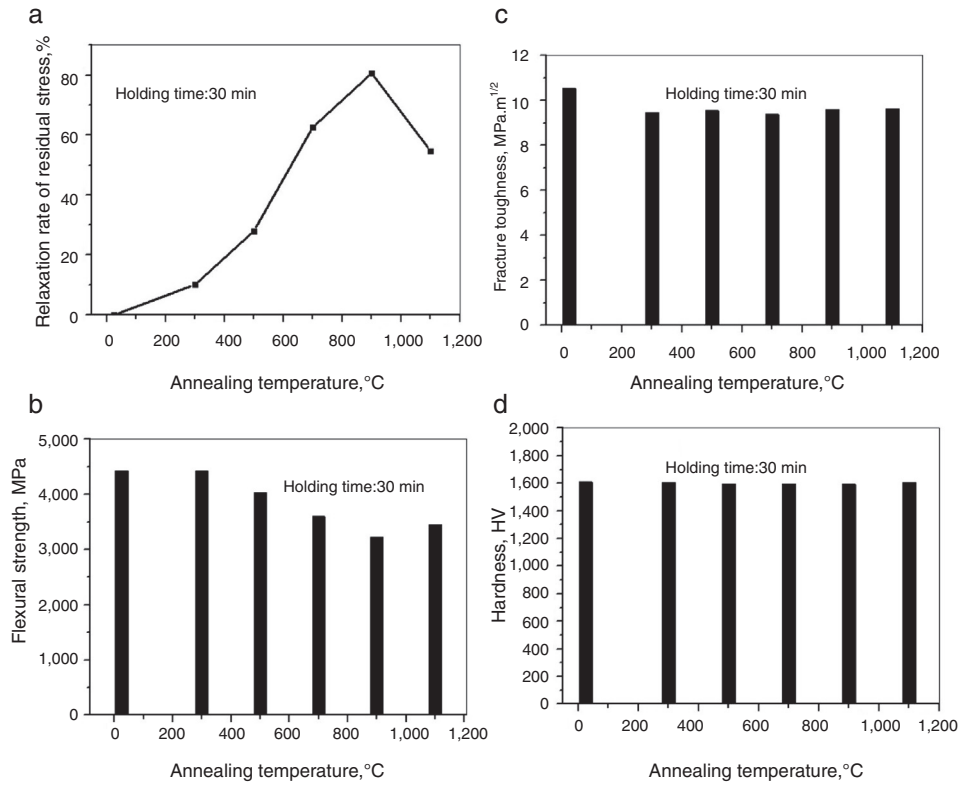 a
Relaxation rate of residual stress,%
80
60
40
20
0
Holding time:30 min
0 200 400 600 800 1,000 1,200
Annealing temperature,°C
c
Fracture toughness, MPa.m1/2
12
10
8
6
4
2
0
Holding time:30 min
0 200 400 600 800 1,000 1,200
Annealing temperature,°C
b
Flexural strength, MPa
5,000
4,000
3,000
2,000
1,000
0
Holding time:30 min
0 200 400 600 800 1,000 1,200
Annealing temperature,°C
d
Hardness, HV
2,000
1,800
1,600
1,400
1,200
1,000
800
600
400
200
0
Holding time:30 min
0 200 400 600 800 1,000 1,200
Annealing temperature,°C